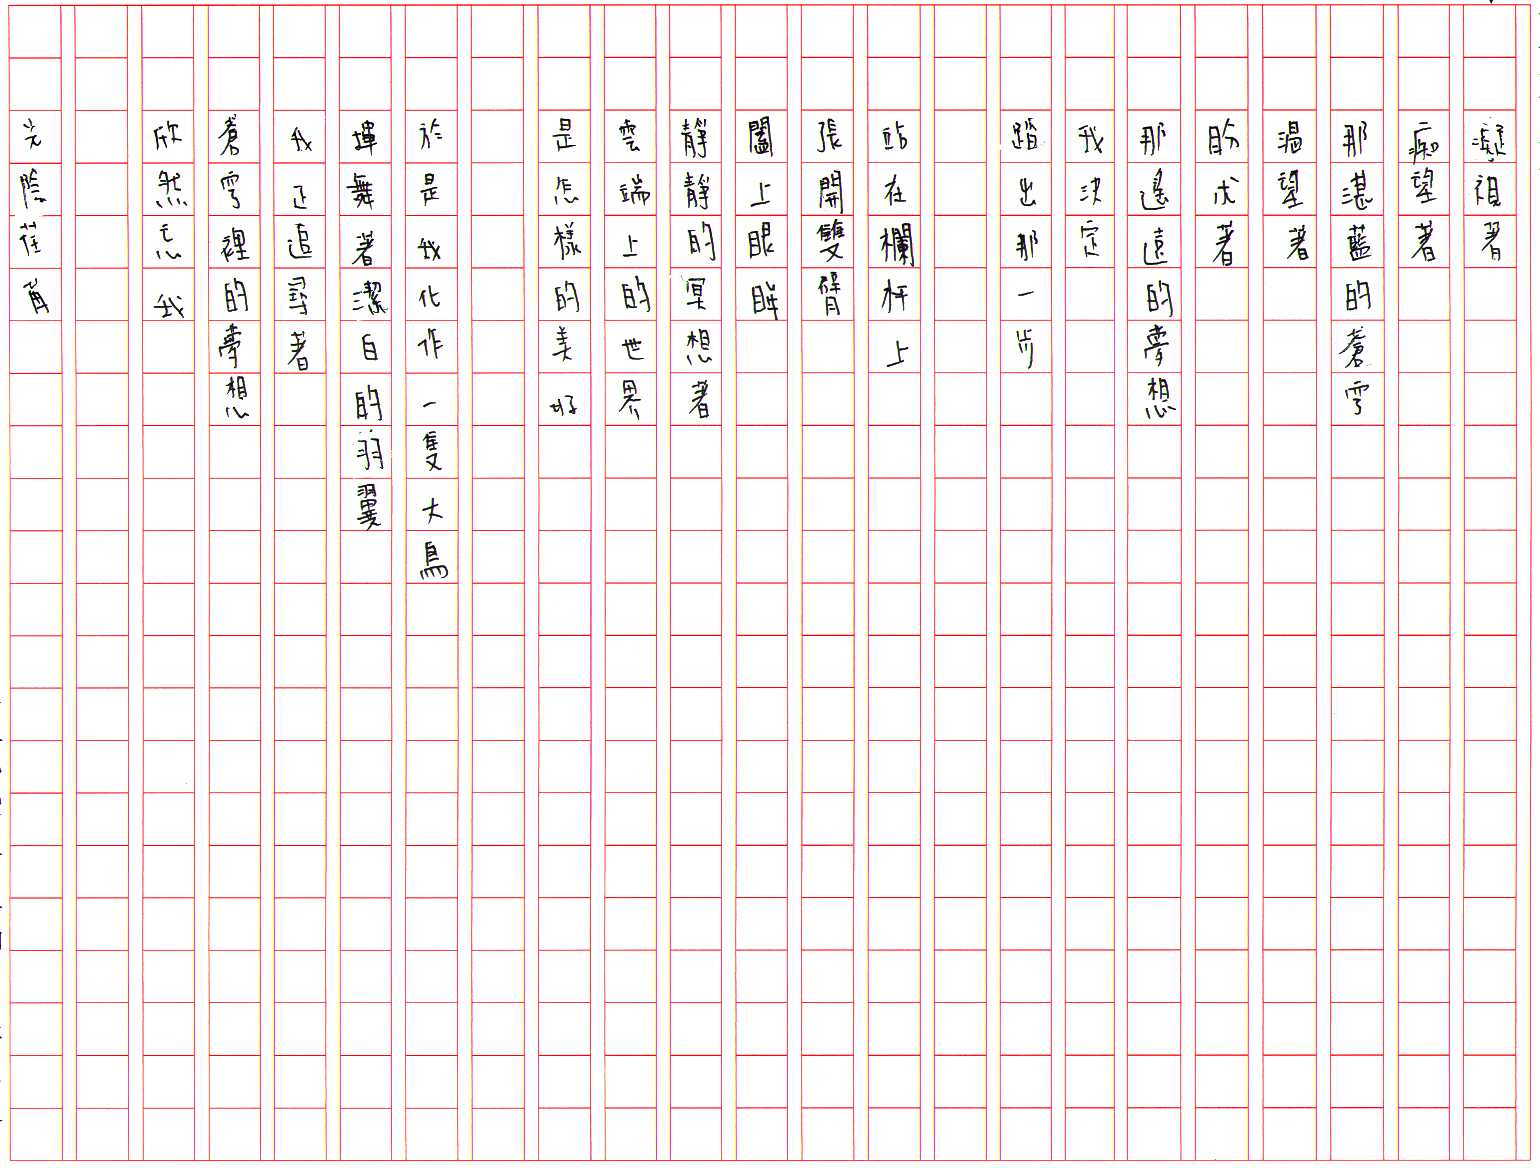 凝視著
痴望著
那湛藍的蒼穹
渴望著
盼求著
那遙遠的夢想
我決定
踏出那一步
站在欄杆上
張開雙臂
闔上眼眸
靜靜的冥想著
雲端上的世界
是怎樣的美好
於是我化作一隻大鳥
揮舞著潔白的羽翼
我正追尋著
蒼穹裡的夢想
欣然忘我
光陰荏苒